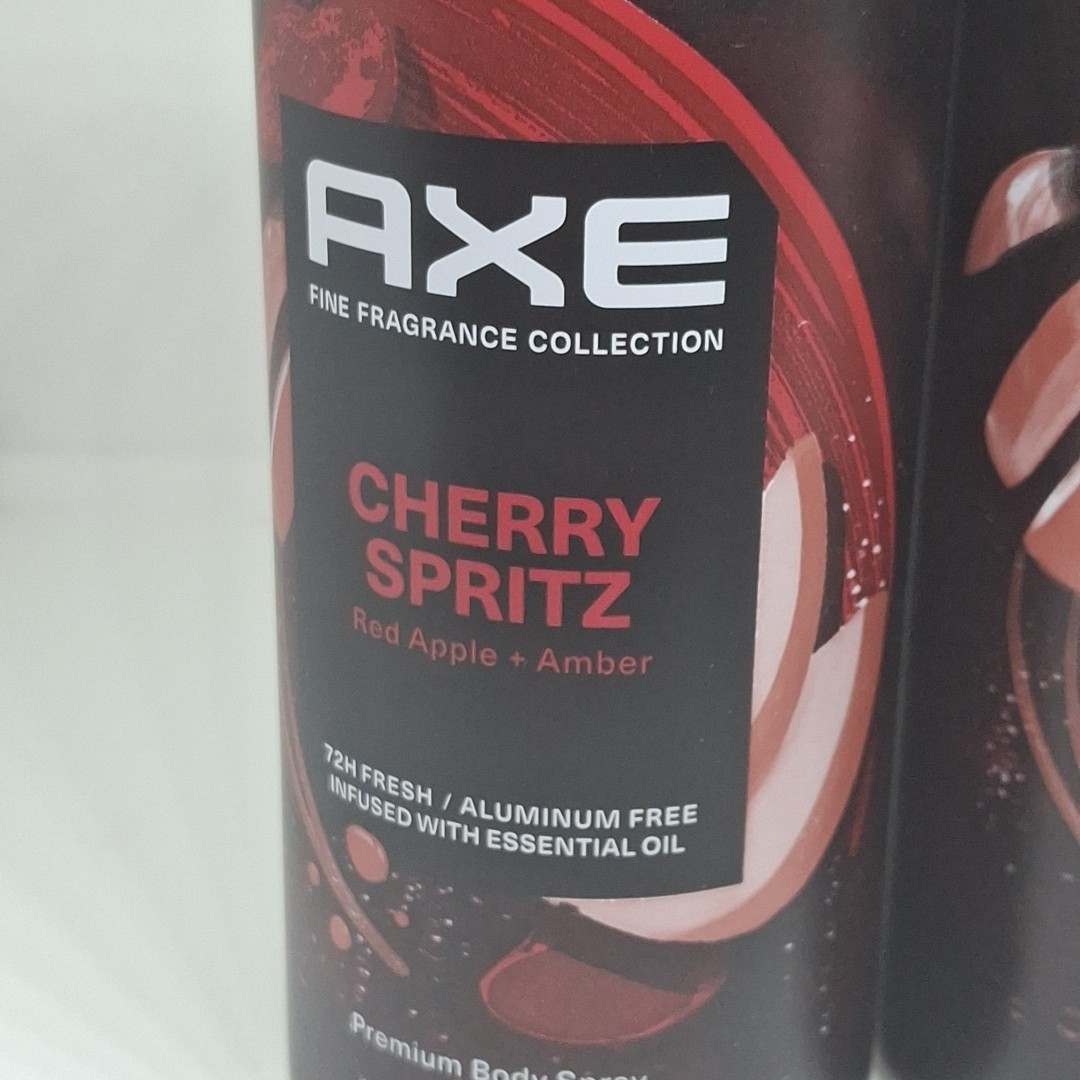 AXE
FINE FRAGRANCE COLLECTION
CHERRY
SPRITZ
Red Apple + Amber
72H FRESH / ALUMINUM FREE
INFUSED WITH ESSENTIAL OIL
Premium Body Spray